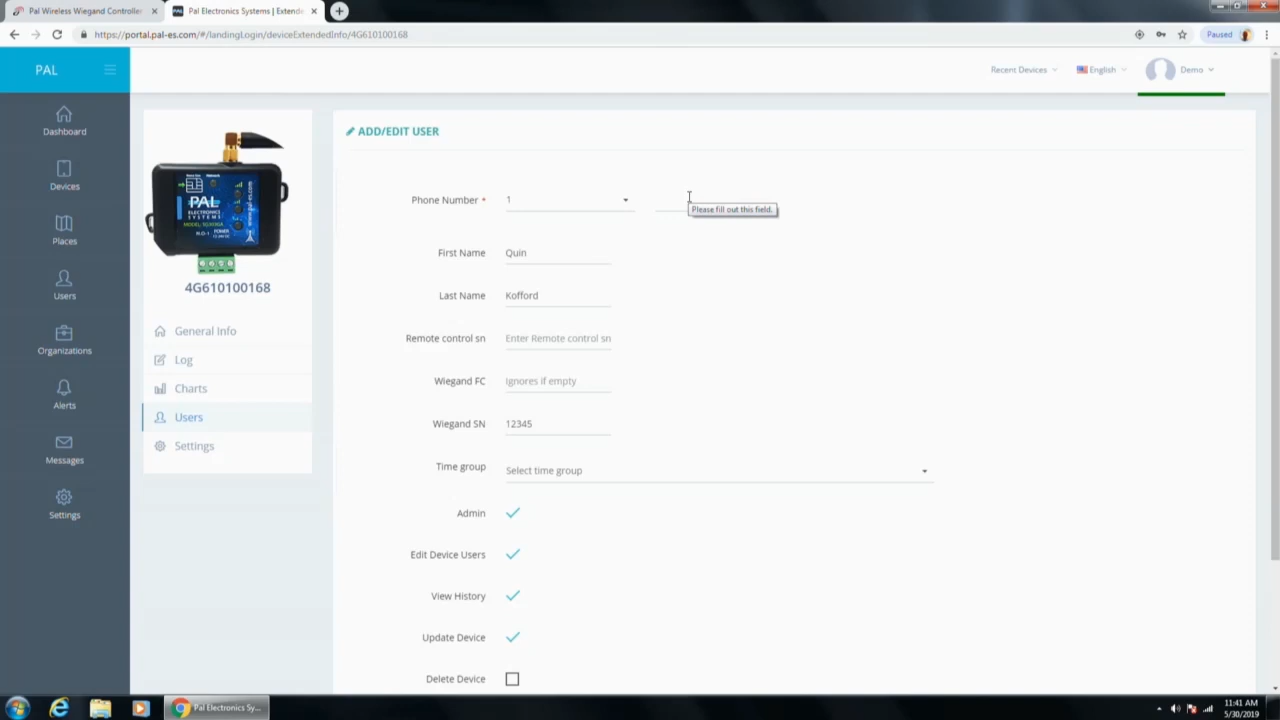 Pal Wireless Wiegand Controller
Pal Electronics Systems | Extende
https://portal.pal-es.com/#/landingLogin/deviceExtendedInfo/4G610100168
Paused
PAL
Recent Devices
English
Demo
Dashboard
Devices
Places
Users
Organizations
Alerts
Messages
Settings
PAL
ELECTRONICS
SYSTEMS
4G610100168
General Info
Log
Charts
Users
Settings
ADD/EDIT USER
Phone Number * 1
Please fill out this field.
First Name Quin
Last Name Kofford
Remote control sn Enter Remote control sn
Wiegand FC Ignores if empty
Wiegand SN 12345
Time group Select time group
Admin
Edit Device Users
View History
Update Device
Delete Device
Pal Electronics Sy...
11:41 AM
5/30/2019